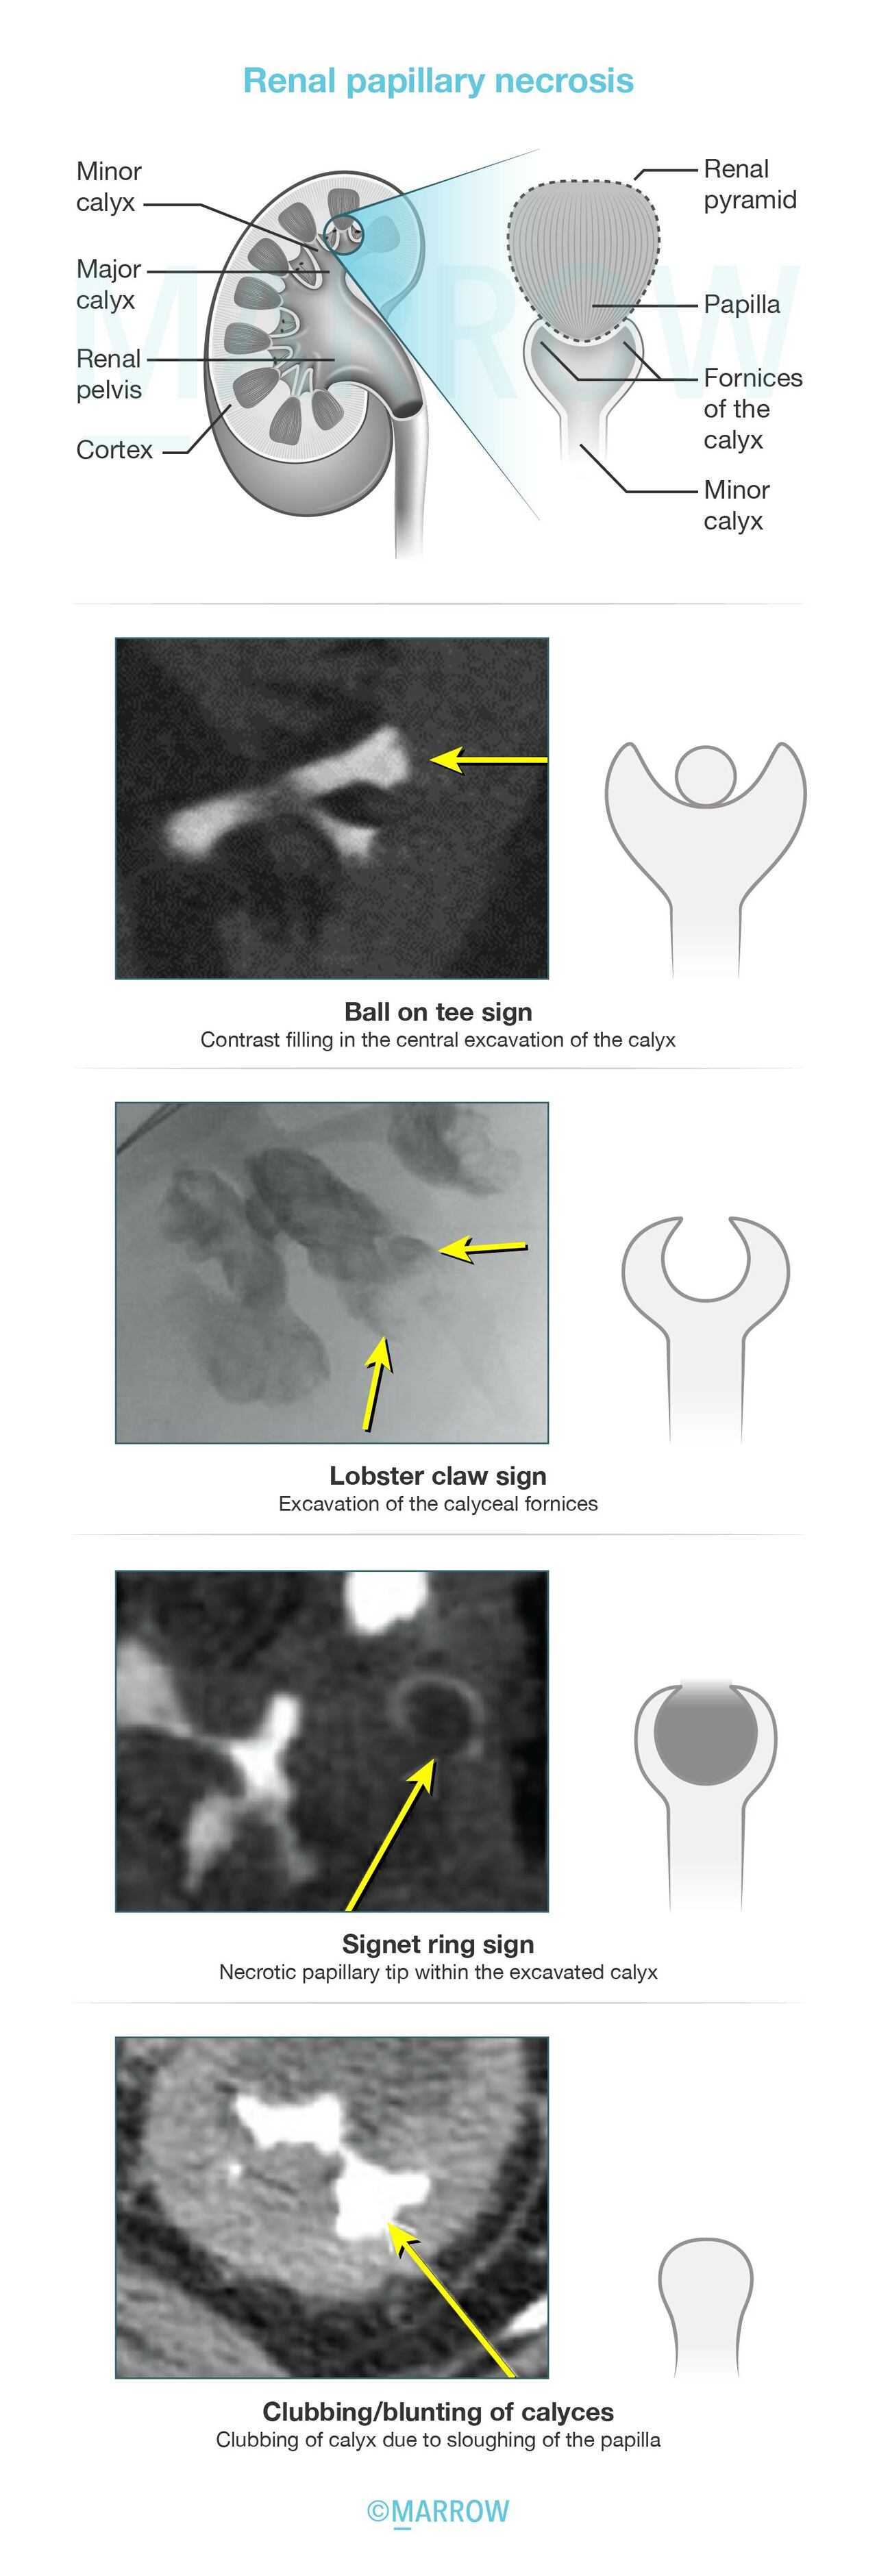 Renal papillary necrosis
Minor
calyx
Major
calyx
Renal
pelvis
Cortex
Renal
pyramid
Papilla
Fornices
of the
calyx
Minor
calyx
MARROW
Ball on tee sign
Contrast filling in the central excavation of the calyx
Lobster claw sign
Excavation of the calyceal fornices
Signet ring sign
Necrotic papillary tip within the excavated calyx
Clubbing/blunting of calyces
Clubbing of calyx due to sloughing of the papilla
©MARROW